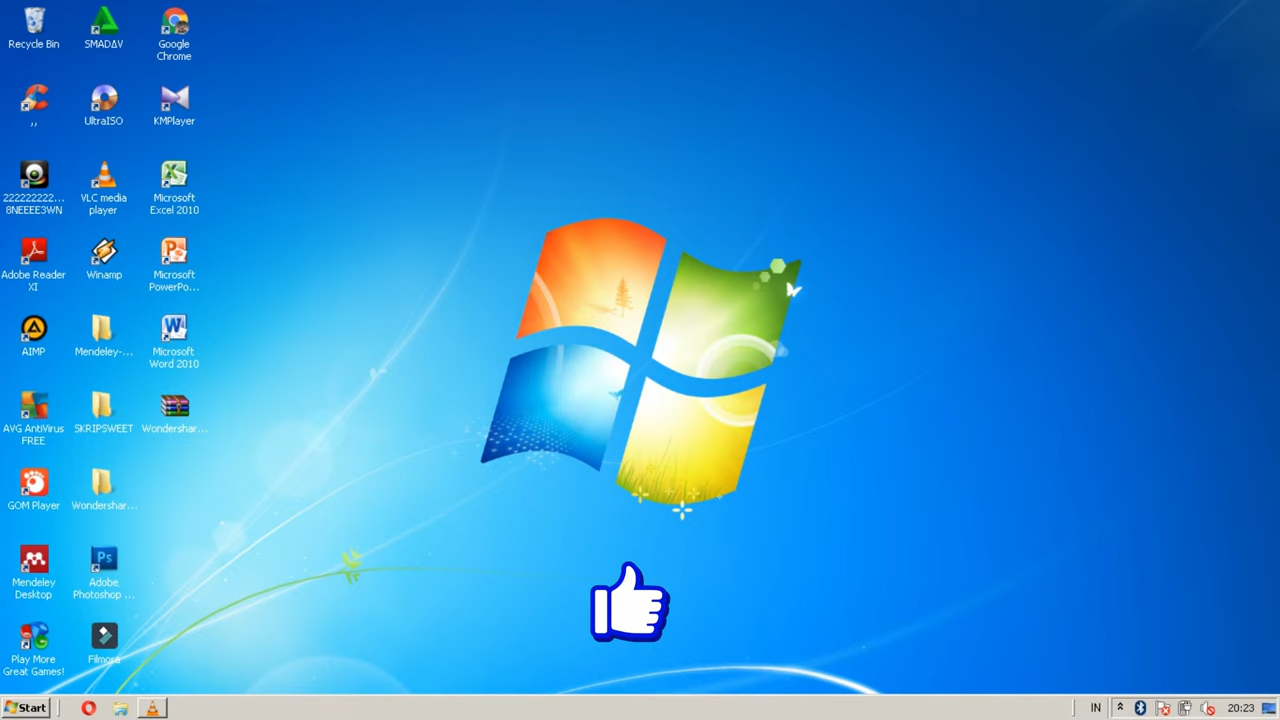 Recycle Bin
SMADAV
Google
Chrome
,,
UltraISO
KMPlayer
222222222...
8NEEEE3WN
VLC media
player
Microsoft
Excel 2010
Adobe Reader
XI
Winamp
Microsoft
PowerPo...
AIMP
Mendeley-...
Microsoft
Word 2010
AVG AntiVirus
FREE
SKRIPSWEET
Wondershar...
GOM Player
Wondershar...
Mendeley
Desktop
Ps
Adobe
Photoshop ...
Play More
Great Games!
Filmora
Start
IN
20:23